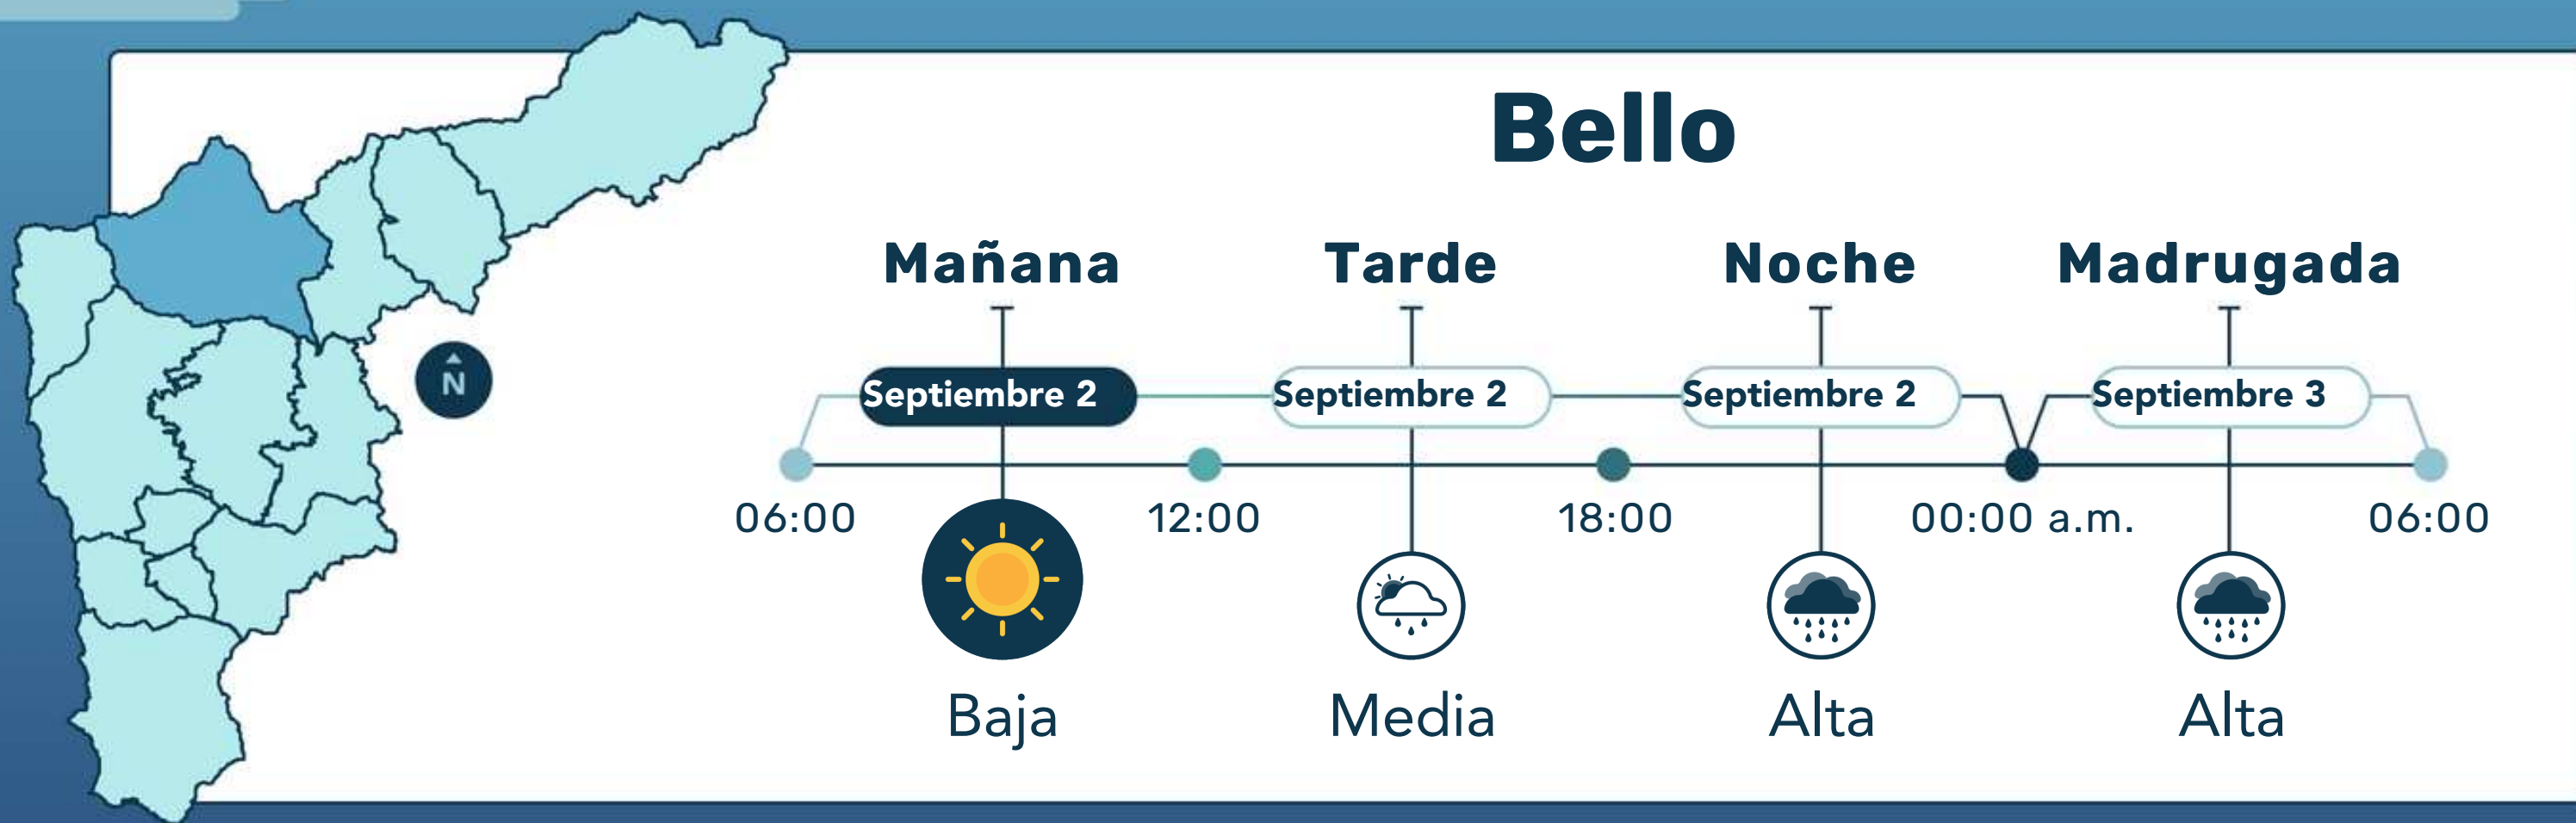 Bello
Mañana Tarde Noche Madrugada
N
Septiembre 2 Septiembre 2 Septiembre 2 Septiembre 3
06:00 12:00 18:00 00:00 a.m. 06:00
Baja Media Alta Alta